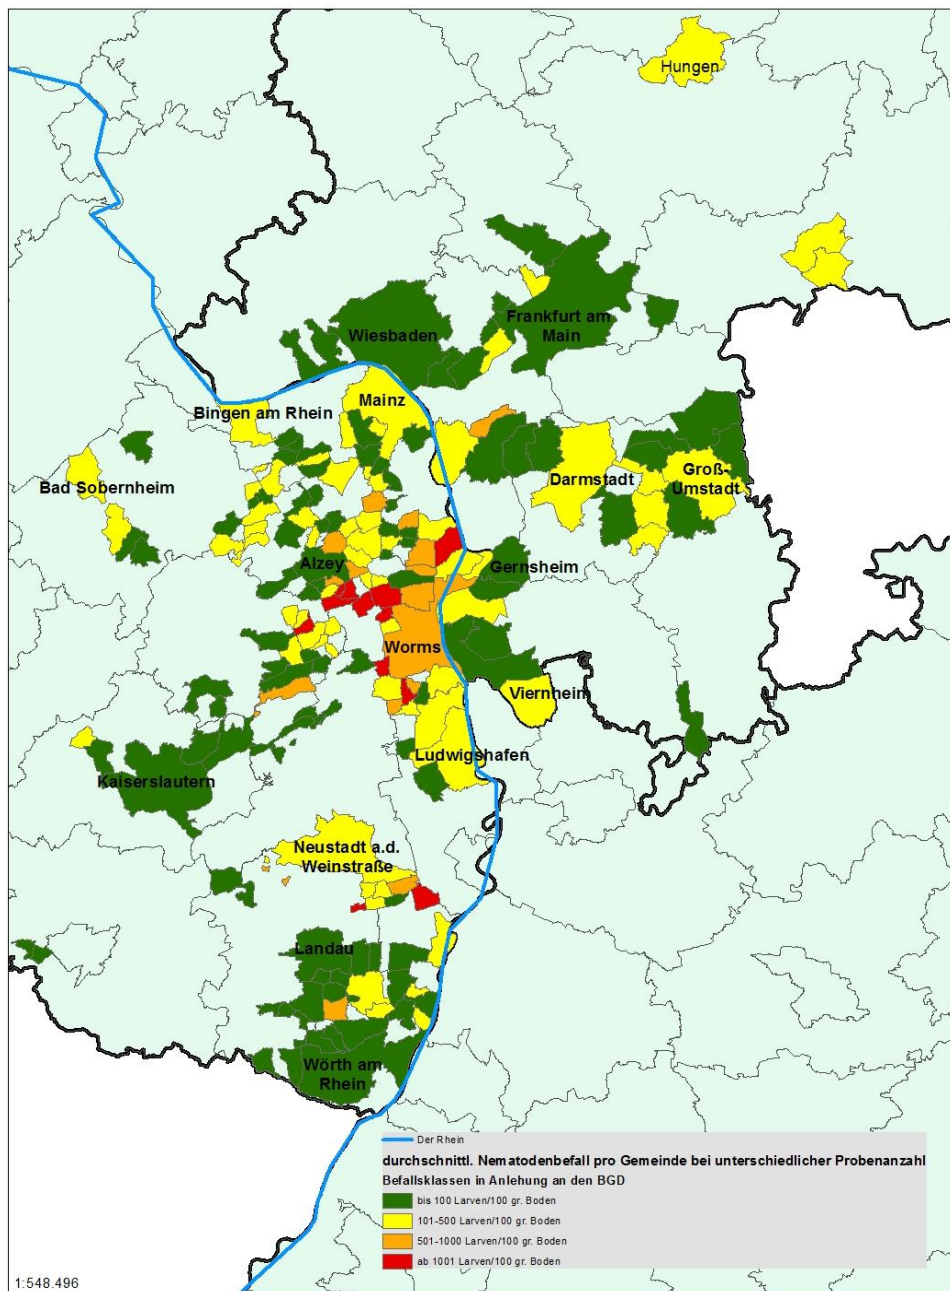 Hungen
Wiesbaden
Frankfurt am
Main
Bingen am Rhein
Mainz
Bad Sobernheim
Darmstadt
Groß-
Umstadt
Alzey
Gernsheim
Worms
Viernheim
Ludwigshafen
Kaiserslautern
Neustadt a.d.
Weinstraße
Landau
Wörth am
Rhein
Der Rhein
durchschnittl. Nematodenbefall pro Gemeinde bei unterschiedlicher Probenanzahl
Befallsklassen in Anlehung an den BGD
bis 100 Larven/100 gr. Boden
101-500 Larven/100 gr. Boden
501-1000 Larven/100 gr. Boden
ab 1001 Larven/100 gr. Boden
1:548.496